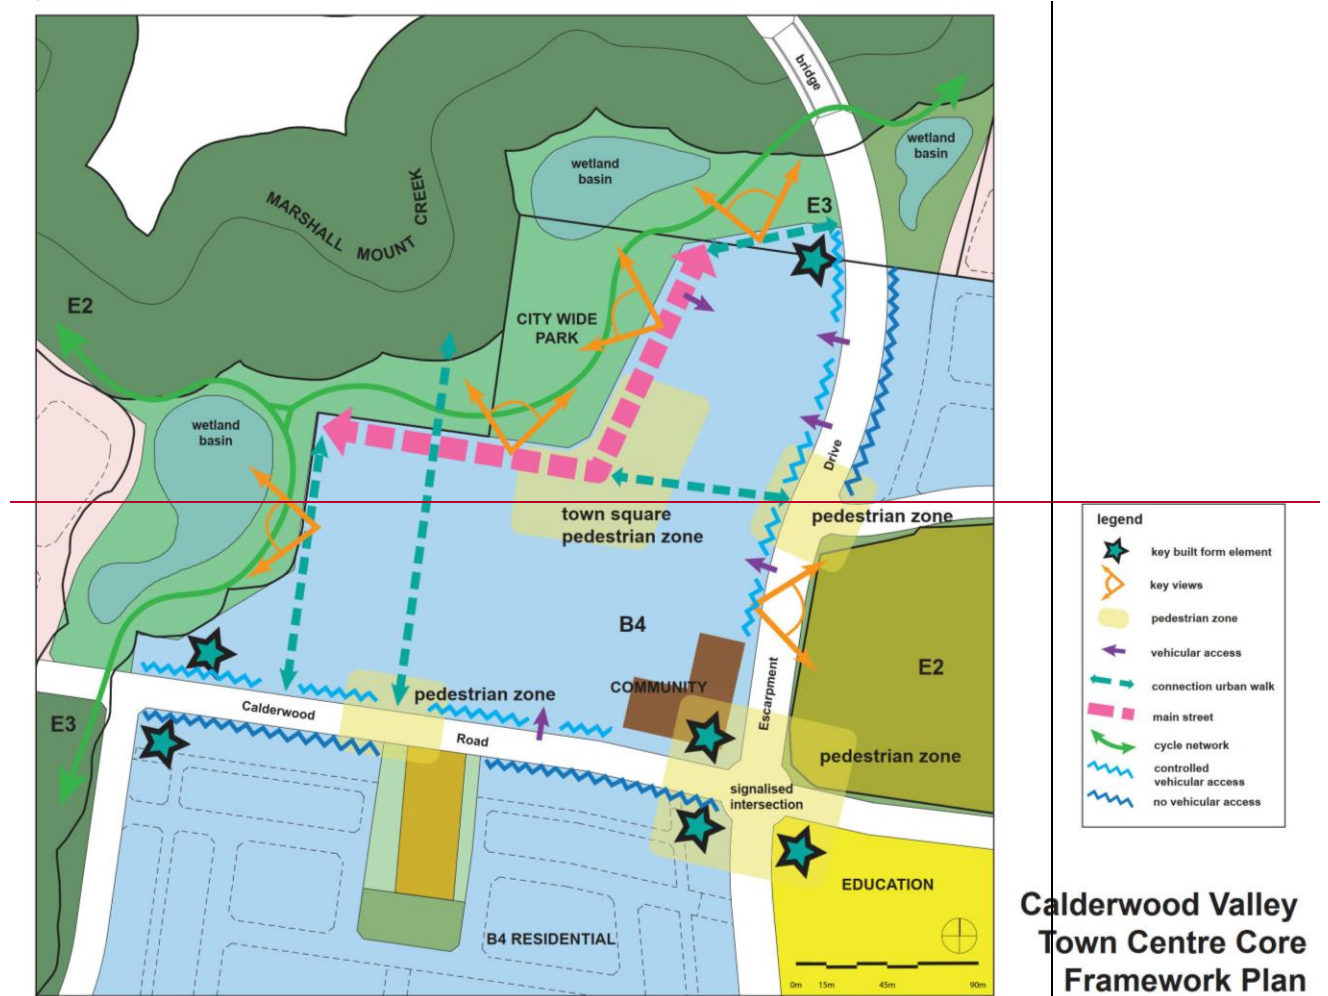 bridge
wetland
basin
wetland
basin
MARSHALL
MOUNT
CREEK
E3
E2
CITY WIDE
PARK
wetland
basin
Drive
town square
pedestrian zone
pedestrian zone
legend
key built form element
key views
pedestrian zone
vehicular access
connection urban walk
main street
cycle network
controlled
vehicular access
no vehicular access
B4
E2
COMMUNITY
Escarpment
pedestrian zone
Calderwood
Road
E3
pedestrian zone
signalised
intersection
EDUCATION
B4 RESIDENTIAL
0m 15m 45m 90m
Calderwood Valley
Town Centre Core
Framework Plan